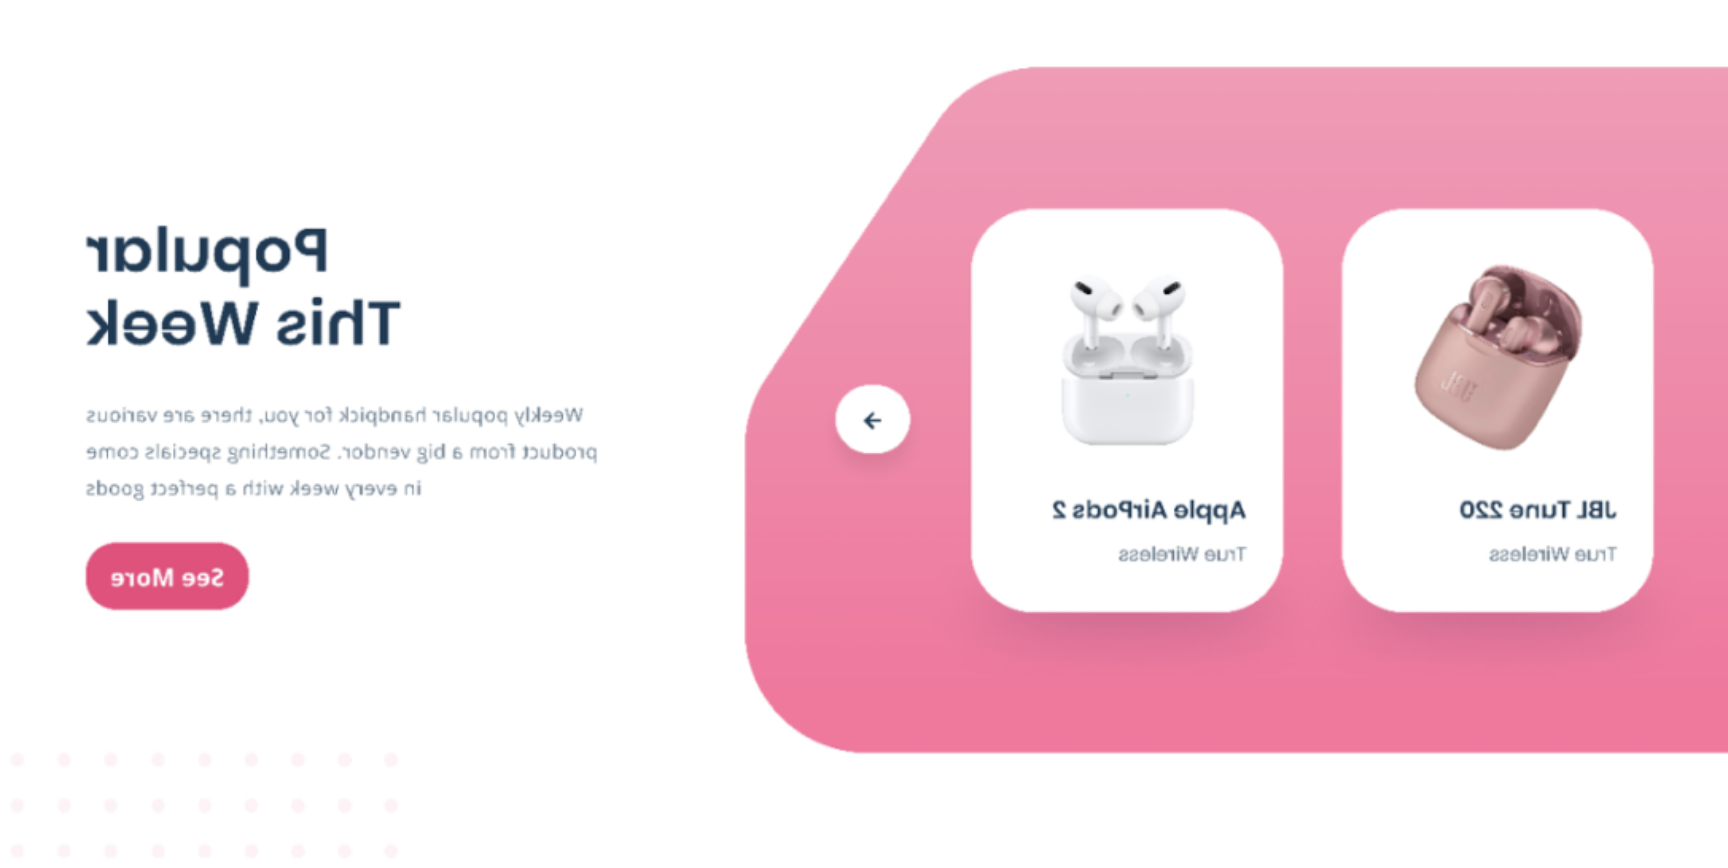 Popular
This Week
Weekly popular handpick for you, there are various
product from a big vendor. Something specials come
in every week with a perfect goods
See More
Apple AirPods 2
True Wireless
JBL
JBL Tune 220
True Wireless